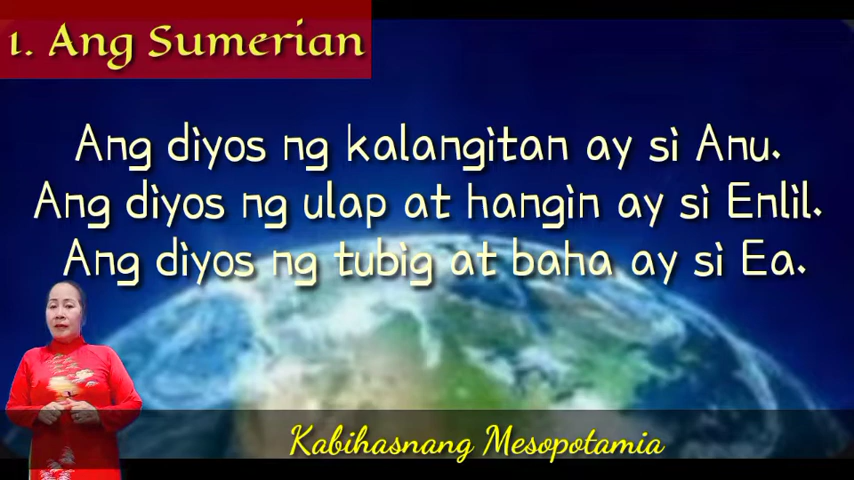 1. Ang Sumerian
Ang diyos ng kalangitan ay si Anu.
Ang diyos ng ulap at hangin ay si Enlil.
Ang diyos ng tubig at baha ay si Ea.
Kabihasnang Mesopotamia